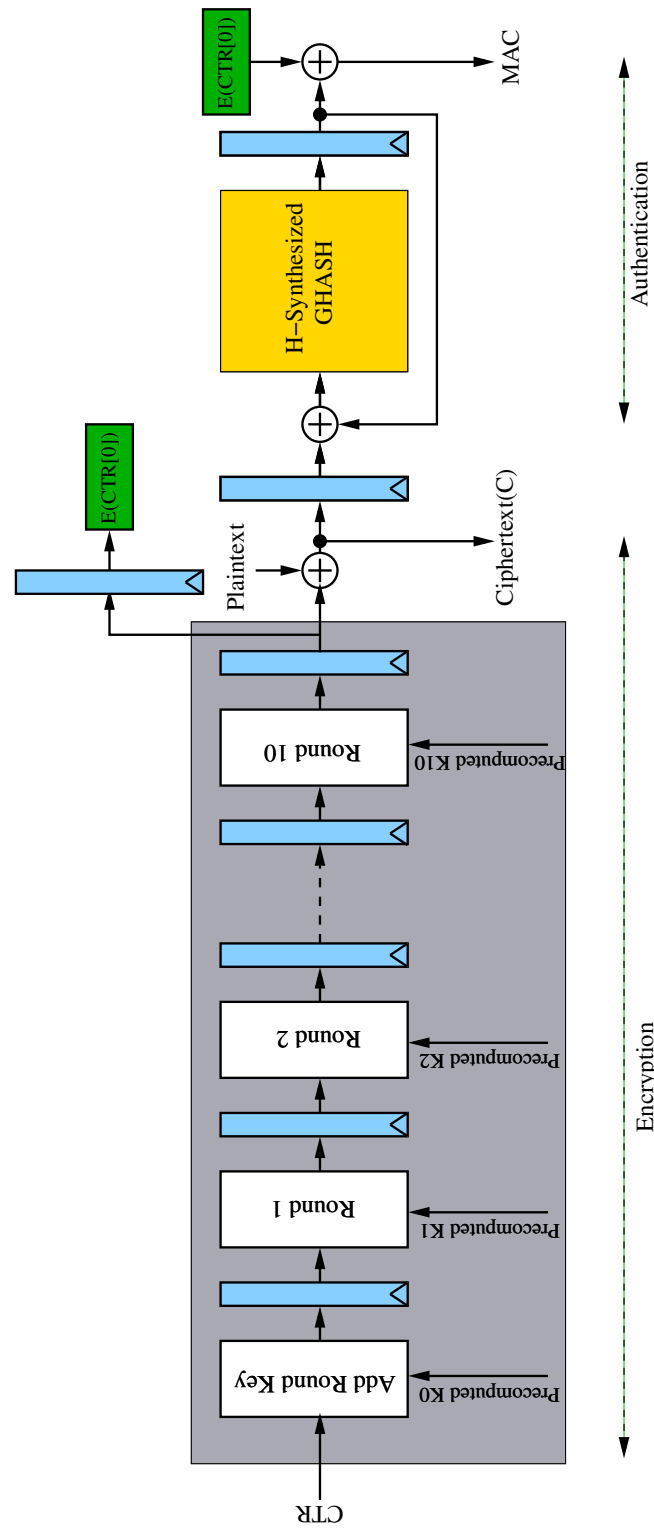 CTR
Add Round Key
Precomputed K0
Round 1
Precomputed K1
Round 2
Precomputed K2
Round 10
Precomputed K10
E(CTR[0])
Plaintext
Ciphertext(C)
H−Synthesized
GHASH
E(CTR[0])
MAC
Encryption
Authentication